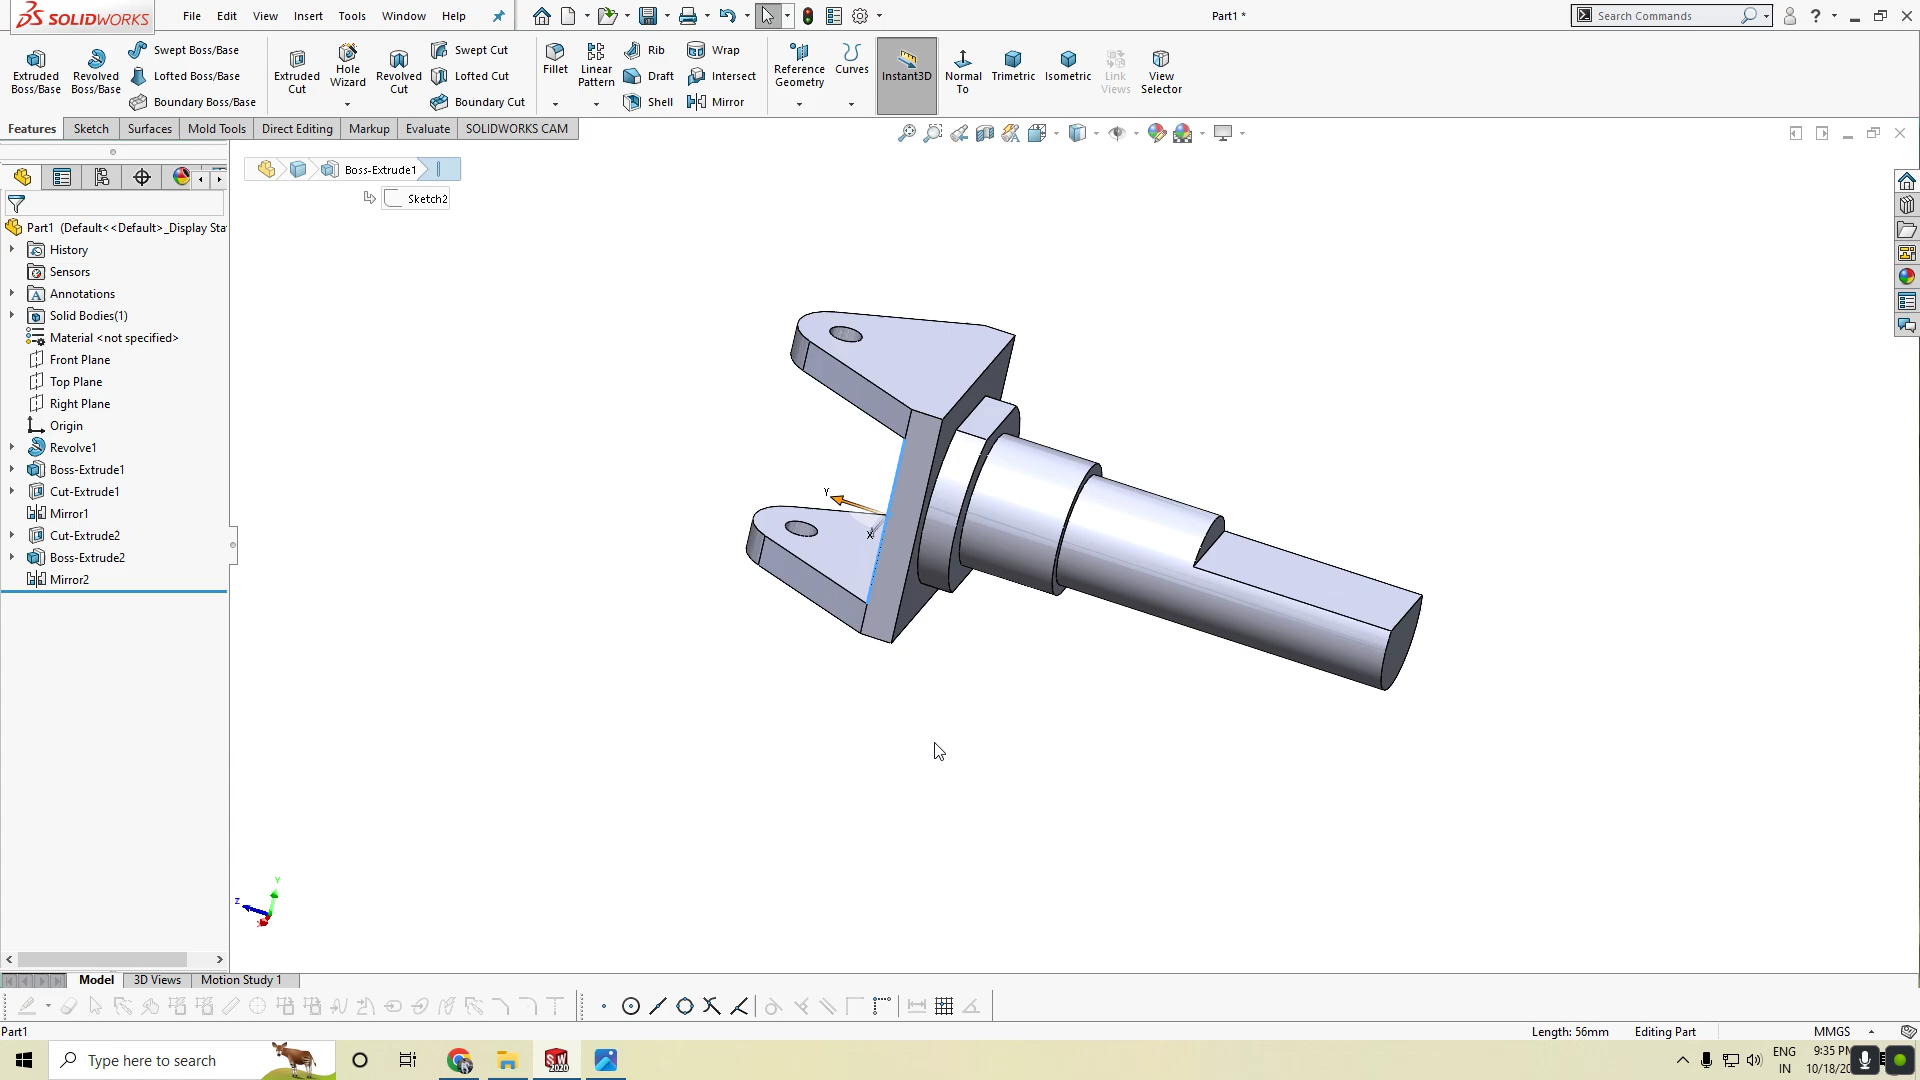 SOLIDWORKS File Edit View Insert Tools Window Help Part1 * Search Commands
Extruded Boss/Base
Revolved Boss/Base
Swept Boss/Base
Lofted Boss/Base
Boundary Boss/Base
Extruded Cut
Hole Wizard
Revolved Cut
Swept Cut
Lofted Cut
Boundary Cut
Fillet
Linear Pattern
Rib
Draft
Shell
Wrap
Intersect
Mirror
Reference Geometry
Curves
Instant3D
Normal To
Trimetric
Isometric
Link Views
View Selector
Features Sketch Surfaces Mold Tools Direct Editing Markup Evaluate SOLIDWORKS CAM
Boss-Extrude1
Sketch2
Part1 (Default<<Default>_Display Sta
History
Sensors
Annotations
Solid Bodies(1)
Material <not specified>
Front Plane
Top Plane
Right Plane
Origin
Revolve1
Boss-Extrude1
Cut-Extrude1
Mirror1
Cut-Extrude2
Boss-Extrude2
Mirror2
Y
X
Y
Z
Model 3D Views Motion Study 1
Part1 Length: 56mm Editing Part MMGS
Type here to search
SW 2020
ENG
IN
9:35 PM
10/18/20